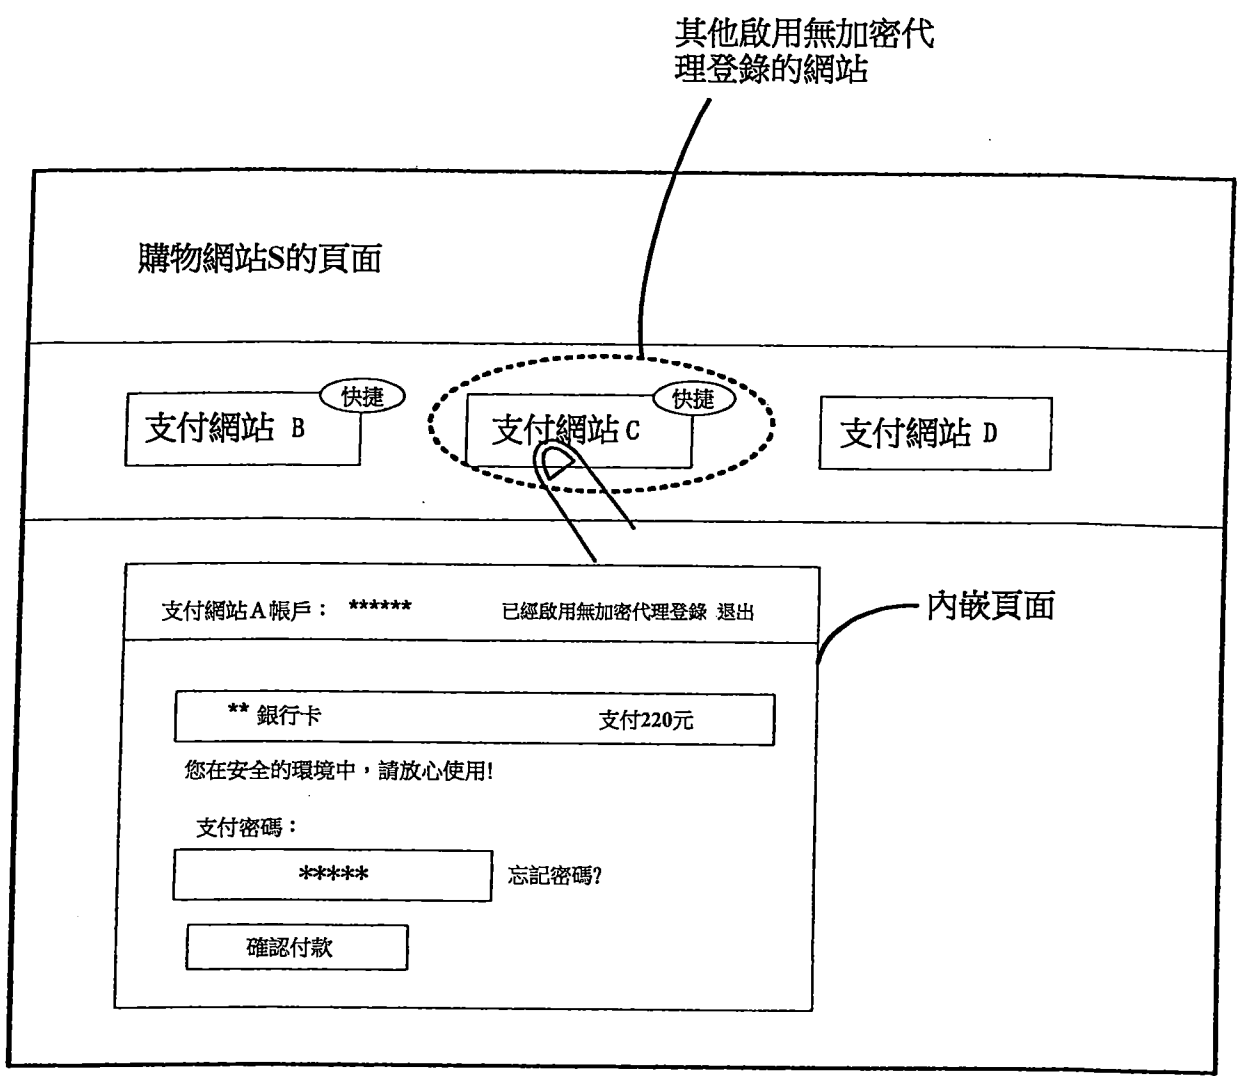 其他啟用無加密代
理登錄的網站
購物網站S的頁面
支付網站 B
快捷
支付網站 C
快捷
支付網站 D
支付網站A帳戶： ****** 已經啟用無加密代理登錄 退出
內嵌頁面
** 銀行卡 支付220元
您在安全的環境中，請放心使用!
支付密碼：
***** 忘記密碼?
確認付款